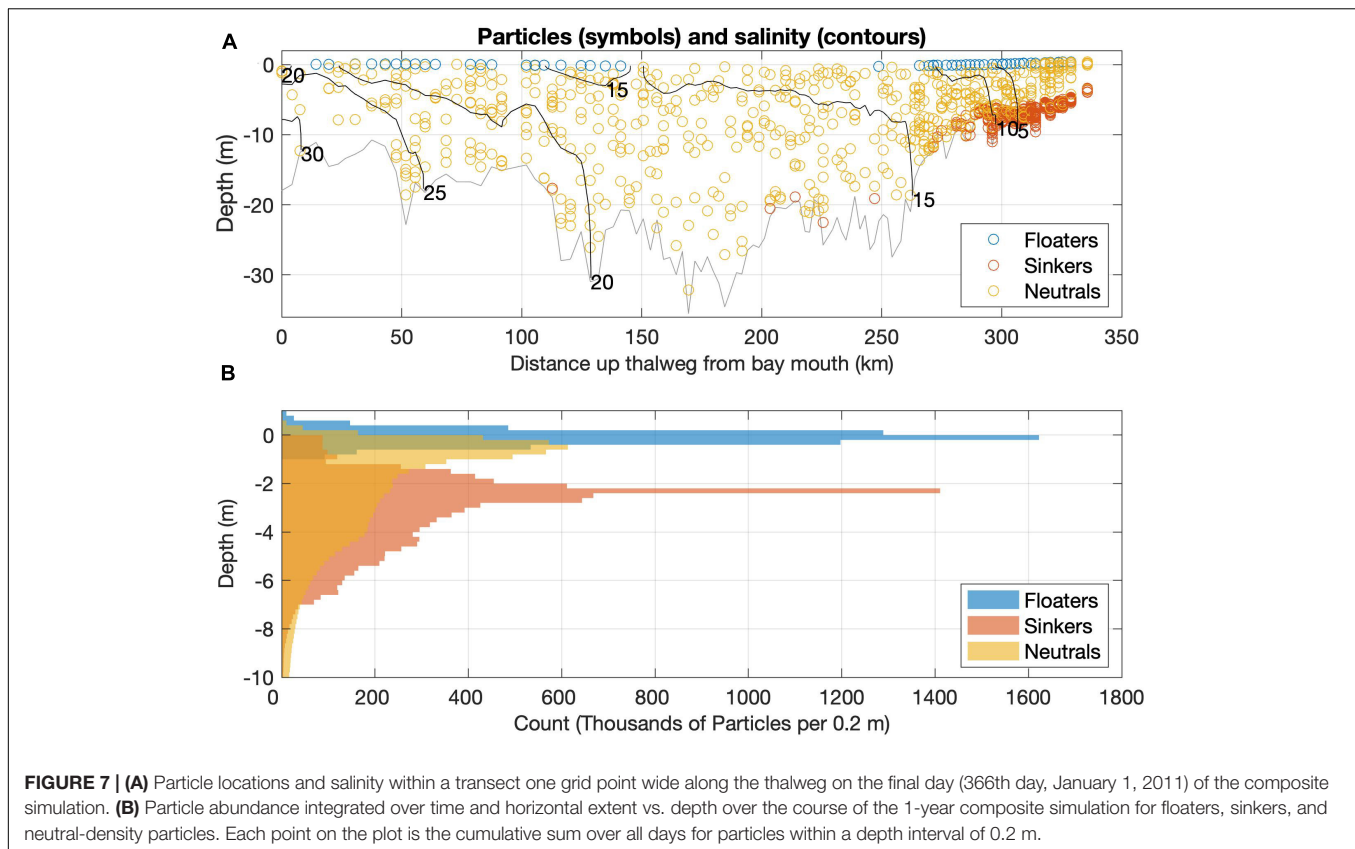 A
Particles (symbols) and salinity (contours)
0
-10
-20
-30
Depth (m)
20
30
25
20
15
15
10
5
Floaters
Sinkers
Neutrals
0 50 100 150 200 250 300 350
Distance up thalweg from bay mouth (km)
B
0
-2
-4
-6
-8
-10
Depth (m)
Floaters
Sinkers
Neutrals
0 200 400 600 800 1000 1200 1400 1600 1800
Count (Thousands of Particles per 0.2 m)
FIGURE 7 | (A) Particle locations and salinity within a transect one grid point wide along the thalweg on the final day (366th day, January 1, 2011) of the composite
simulation. (B) Particle abundance integrated over time and horizontal extent vs. depth over the course of the 1-year composite simulation for floaters, sinkers, and
neutral-density particles. Each point on the plot is the cumulative sum over all days for particles within a depth interval of 0.2 m.